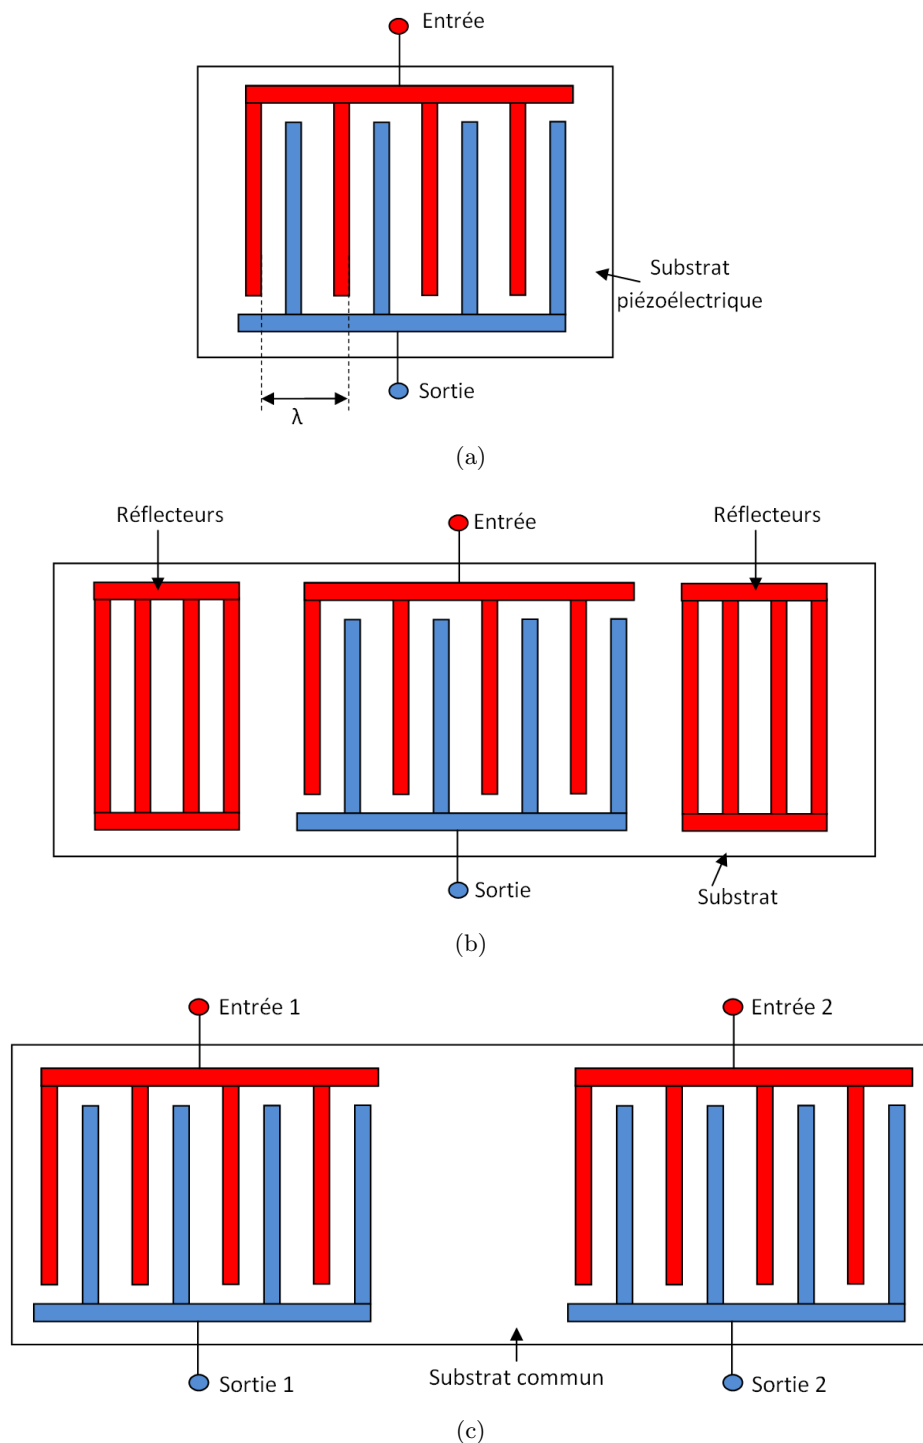 Entrée
Substrat
piézoélectrique
Sortie
λ
(a)
Réflecteurs
Entrée
Réflecteurs
Sortie
Substrat
(b)
Entrée 1
Entrée 2
Substrat commun
Sortie 1
Sortie 2
(c)